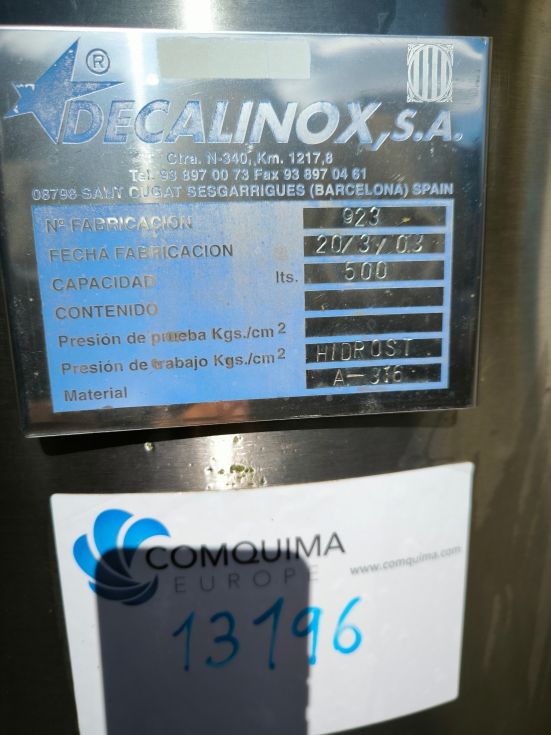 ®
DECALINOX, S.A.
Ctra. N-340, Km. 1217,8
Tel. 93 897 00 73 Fax 93 897 04 61
08798 SANT CUGAT SESGARRIGUES (BARCELONA) SPAIN
Nº FABRICACION 923
FECHA FABRICACION 20/3/03
CAPACIDAD lts. 500
CONTENIDO
Presión de prueba Kgs./cm2
Presión de trabajo Kgs./cm2 HIDROST
Material A-316
COMQUIMA
EUROPE
www.comquima.com
13196